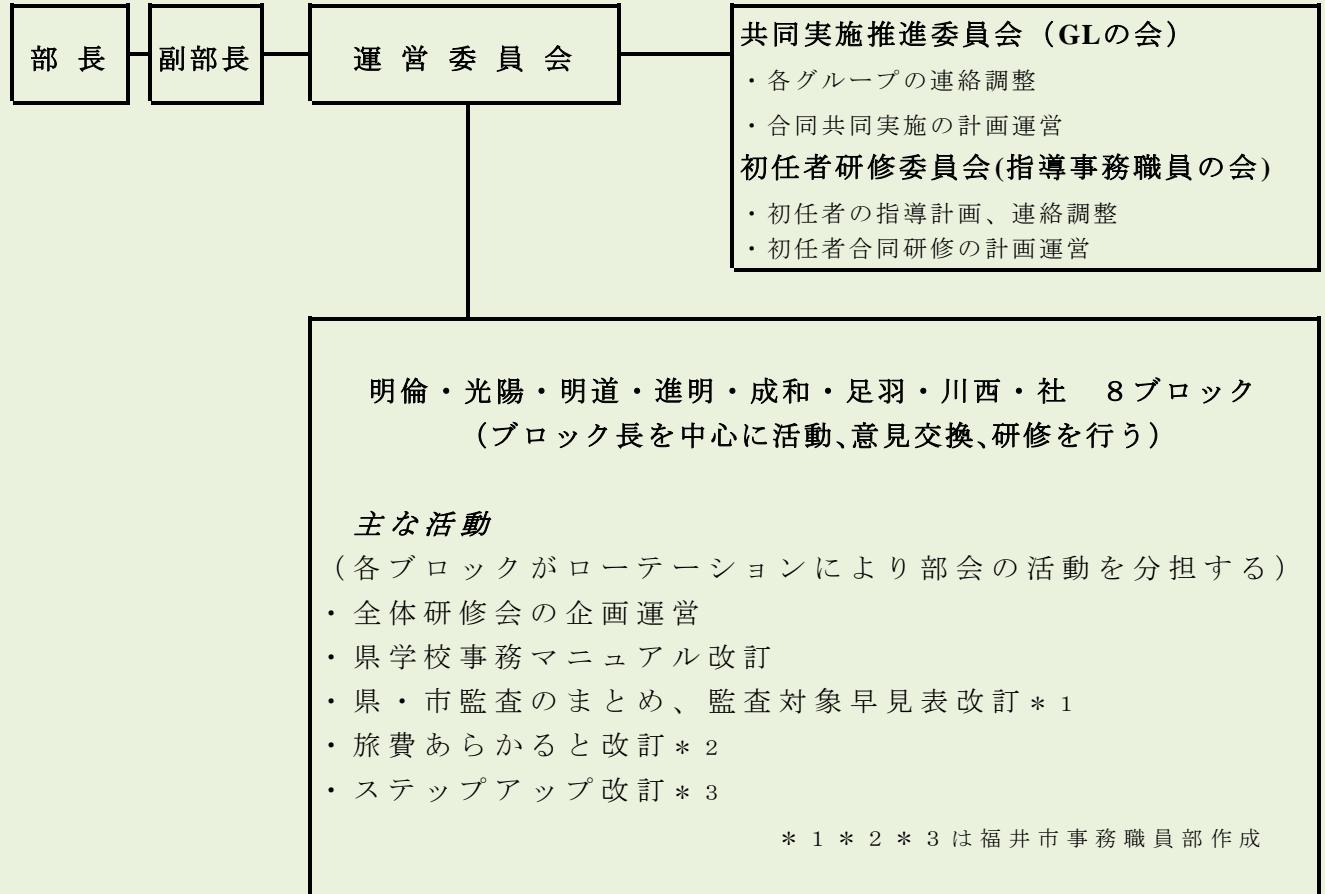 部長
副部長
運営委員会
共同実施推進委員会（GLの会）
・各グループの連絡調整
・合同共同実施の計画運営
初任者研修委員会(指導事務職員の会)
・初任者の指導計画、連絡調整
・初任者合同研修の計画運営
明倫・光陽・明道・進明・成和・足羽・川西・社　８ブロック
（ブロック長を中心に活動、意見交換、研修を行う）
主な活動
（各ブロックがローテーションにより部会の活動を分担する）
・全体研修会の企画運営
・県学校事務マニュアル改訂
・県・市監査のまとめ、監査対象早見表改訂＊1
・旅費あらかると改訂＊2
・ステップアップ改訂＊3
＊1＊2＊3は福井市事務職員部作成